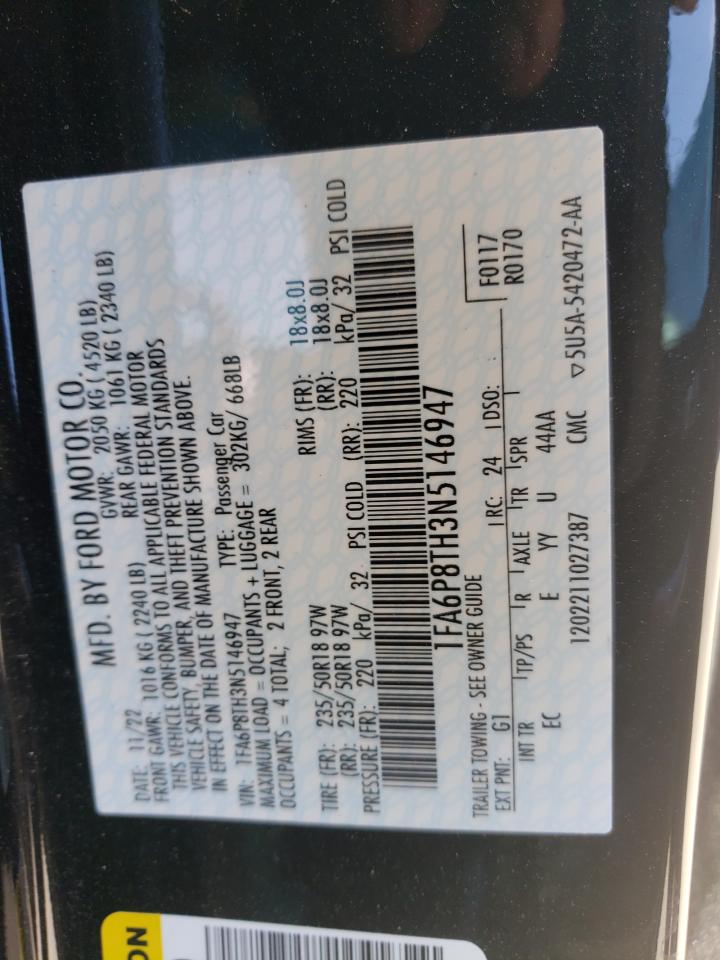 MFD. BY FORD MOTOR CO.
DATE: 11/22 GVWR: 2050 KG ( 4520 LB)
FRONT GAWR: 1016 KG ( 2240 LB) REAR GAWR: 1061 KG ( 2340 LB)
THIS VEHICLE CONFORMS TO ALL APPLICABLE FEDERAL MOTOR
VEHICLE SAFETY, BUMPER, AND THEFT PREVENTION STANDARDS
IN EFFECT ON THE DATE OF MANUFACTURE SHOWN ABOVE.
VIN: 1FA6P8TH3N5146947 TYPE: Passenger Car
MAXIMUM LOAD = OCCUPANTS + LUGGAGE = 302KG/ 668LB
OCCUPANTS = 4 TOTAL; 2 FRONT, 2 REAR
TIRE (FR): 235/50R18 97W RIMS (FR): 18x8.0J
(RR): 235/50R18 97W (RR): 18x8.0J
PRESSURE (FR): 220 kPa/ 32 PSI COLD (RR): 220 kPa/ 32 PSI COLD
1FA6P8TH3N5146947
TRAILER TOWING - SEE OWNER GUIDE F0117
EXT PNT: G1 RC: 24 DSO: R0170
INT TR TP/PS R AXLE TR SPR
EC E YY U 44AA
1202211027387 CMC ▽5U5A-5420472-AA
ON